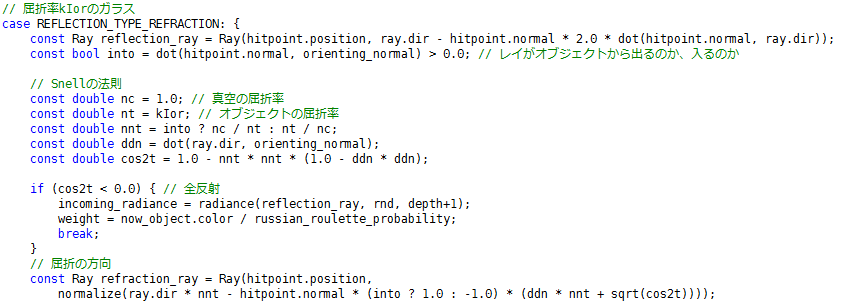 // 屈折率kIorのガラス
case REFLECTION_TYPE_REFRACTION: {
    const Ray reflection_ray = Ray(hitpoint.position, ray.dir - hitpoint.normal * 2.0 * dot(hitpoint.normal, ray.dir));
    const bool into = dot(hitpoint.normal, orienting_normal) > 0.0; // レイがオブジェクトから出るのか、入るのか

    // Snellの法則
    const double nc = 1.0; // 真空の屈折率
    const double nt = kIor; // オブジェクトの屈折率
    const double nnt = into ? nc / nt : nt / nc;
    const double ddn = dot(ray.dir, orienting_normal);
    const double cos2t = 1.0 - nnt * nnt * (1.0 - ddn * ddn);

    if (cos2t < 0.0) { // 全反射
        incoming_radiance = radiance(reflection_ray, rnd, depth+1);
        weight = now_object.color / russian_roulette_probability;
        break;
    }
    // 屈折の方向
    const Ray refraction_ray = Ray(hitpoint.position,
        normalize(ray.dir * nnt - hitpoint.normal * (into ? 1.0 : -1.0) * (ddn * nnt + sqrt(cos2t))));